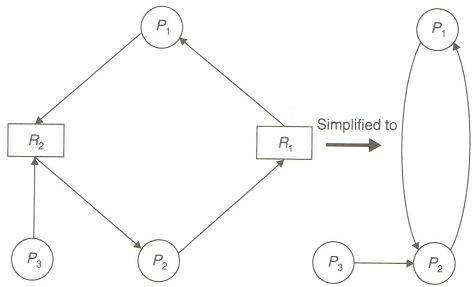 P1
P1
R2
R1
Simplified to
P3
P2
P3
P2